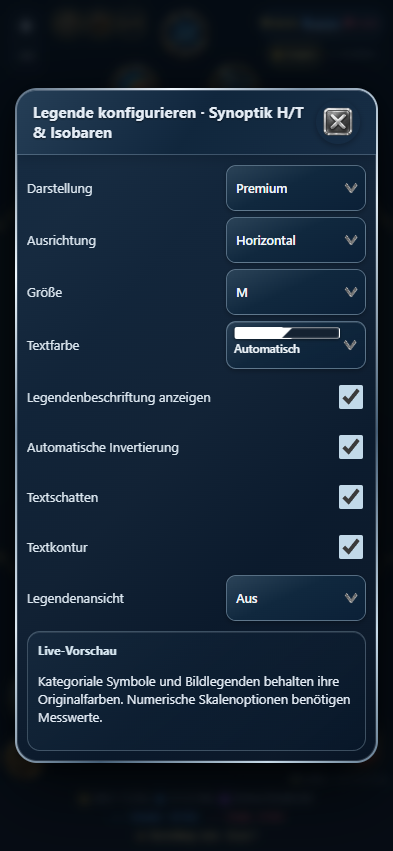 Legende konfigurieren · Synoptik H/T
& Isobaren
Darstellung
Premium
Ausrichtung
Horizontal
Größe
M
Textfarbe
Automatisch
Legendenbeschriftung anzeigen
Automatische Invertierung
Textschatten
Textkontur
Legendenansicht
Aus
Live-Vorschau
Kategoriale Symbole und Bildlegenden behalten ihre
Originalfarben. Numerische Skalenoptionen benötigen
Messwerte.